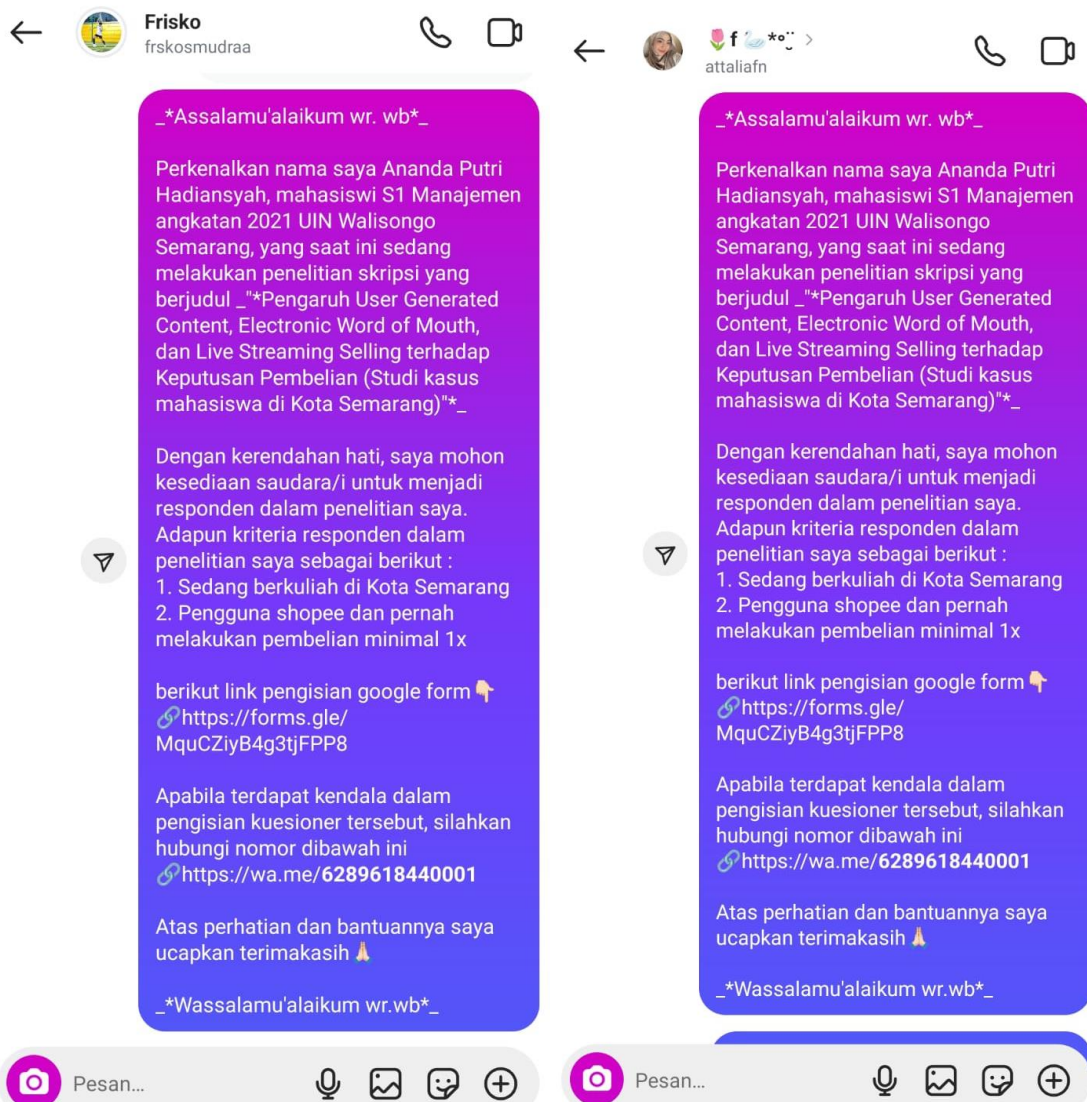 Frisko
frskosmudraa
_*Assalamu'alaikum wr. wb*_
Perkenalkan nama saya Ananda Putri
Hadiansyah, mahasiswi S1 Manajemen
angkatan 2021 UIN Walisongo
Semarang, yang saat ini sedang
melakukan penelitian skripsi yang
berjudul _"*Pengaruh User Generated
Content, Electronic Word of Mouth,
dan Live Streaming Selling terhadap
Keputusan Pembelian (Studi kasus
mahasiswa di Kota Semarang)"*_
Dengan kerendahan hati, saya mohon
kesediaan saudara/i untuk menjadi
responden dalam penelitian saya.
Adapun kriteria responden dalam
penelitian saya sebagai berikut :
1. Sedang berkuliah di Kota Semarang
2. Pengguna shopee dan pernah
melakukan pembelian minimal 1x
berikut link pengisian google form👇🏻
🔗https://forms.gle/
MquCZiyB4g3tjFPP8
Apabila terdapat kendala dalam
pengisian kuesioner tersebut, silahkan
hubungi nomor dibawah ini
🔗https://wa.me/6289618440001
Atas perhatian dan bantuannya saya
ucapkan terimakasih🙏🏻
_*Wassalamu'alaikum wr.wb*_
Pesan...
🌷f🦢*°
attaliafn
_*Assalamu'alaikum wr. wb*_
Perkenalkan nama saya Ananda Putri
Hadiansyah, mahasiswi S1 Manajemen
angkatan 2021 UIN Walisongo
Semarang, yang saat ini sedang
melakukan penelitian skripsi yang
berjudul _"*Pengaruh User Generated
Content, Electronic Word of Mouth,
dan Live Streaming Selling terhadap
Keputusan Pembelian (Studi kasus
mahasiswa di Kota Semarang)"*_
Dengan kerendahan hati, saya mohon
kesediaan saudara/i untuk menjadi
responden dalam penelitian saya.
Adapun kriteria responden dalam
penelitian saya sebagai berikut :
1. Sedang berkuliah di Kota Semarang
2. Pengguna shopee dan pernah
melakukan pembelian minimal 1x
berikut link pengisian google form👇🏻
🔗https://forms.gle/
MquCZiyB4g3tjFPP8
Apabila terdapat kendala dalam
pengisian kuesioner tersebut, silahkan
hubungi nomor dibawah ini
🔗https://wa.me/6289618440001
Atas perhatian dan bantuannya saya
ucapkan terimakasih🙏🏻
_*Wassalamu'alaikum wr.wb*_
Pesan...